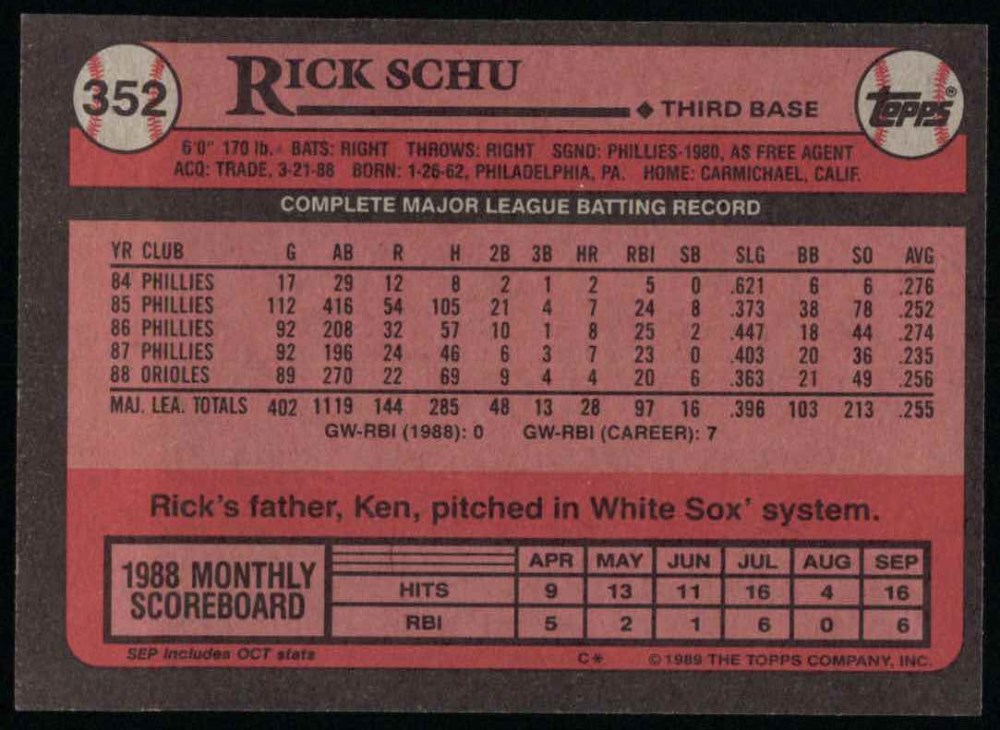 352
RICK SCHU
THIRD BASE
TOPPS®
6'0" 170 lb. BATS: RIGHT THROWS: RIGHT SGND: PHILLIES-1980, AS FREE AGENT
ACQ: TRADE, 3-21-88 BORN: 1-26-62, PHILADELPHIA, PA. HOME: CARMICHAEL, CALIF.
COMPLETE MAJOR LEAGUE BATTING RECORD
YR CLUB G AB R H 2B 3B HR RBI SB SLG BB SO AVG
84 PHILLIES 17 29 12 8 2 1 2 5 0 .621 6 6 .276
85 PHILLIES 112 416 54 105 21 4 7 24 8 .373 38 78 .252
86 PHILLIES 92 208 32 57 10 1 8 25 2 .447 18 44 .274
87 PHILLIES 92 196 24 46 6 3 7 23 0 .403 20 36 .235
88 ORIOLES 89 270 22 69 9 4 4 20 6 .363 21 49 .256
MAJ. LEA. TOTALS 402 1119 144 285 48 13 28 97 16 .396 103 213 .255
GW-RBI (1988): 0 GW-RBI (CAREER): 7
Rick's father, Ken, pitched in White Sox' system.
1988 MONTHLY
SCOREBOARD
APR MAY JUN JUL AUG SEP
HITS 9 13 11 16 4 16
RBI 5 2 1 6 0 6
SEP includes OCT stats
C* © 1989 THE TOPPS COMPANY, INC.